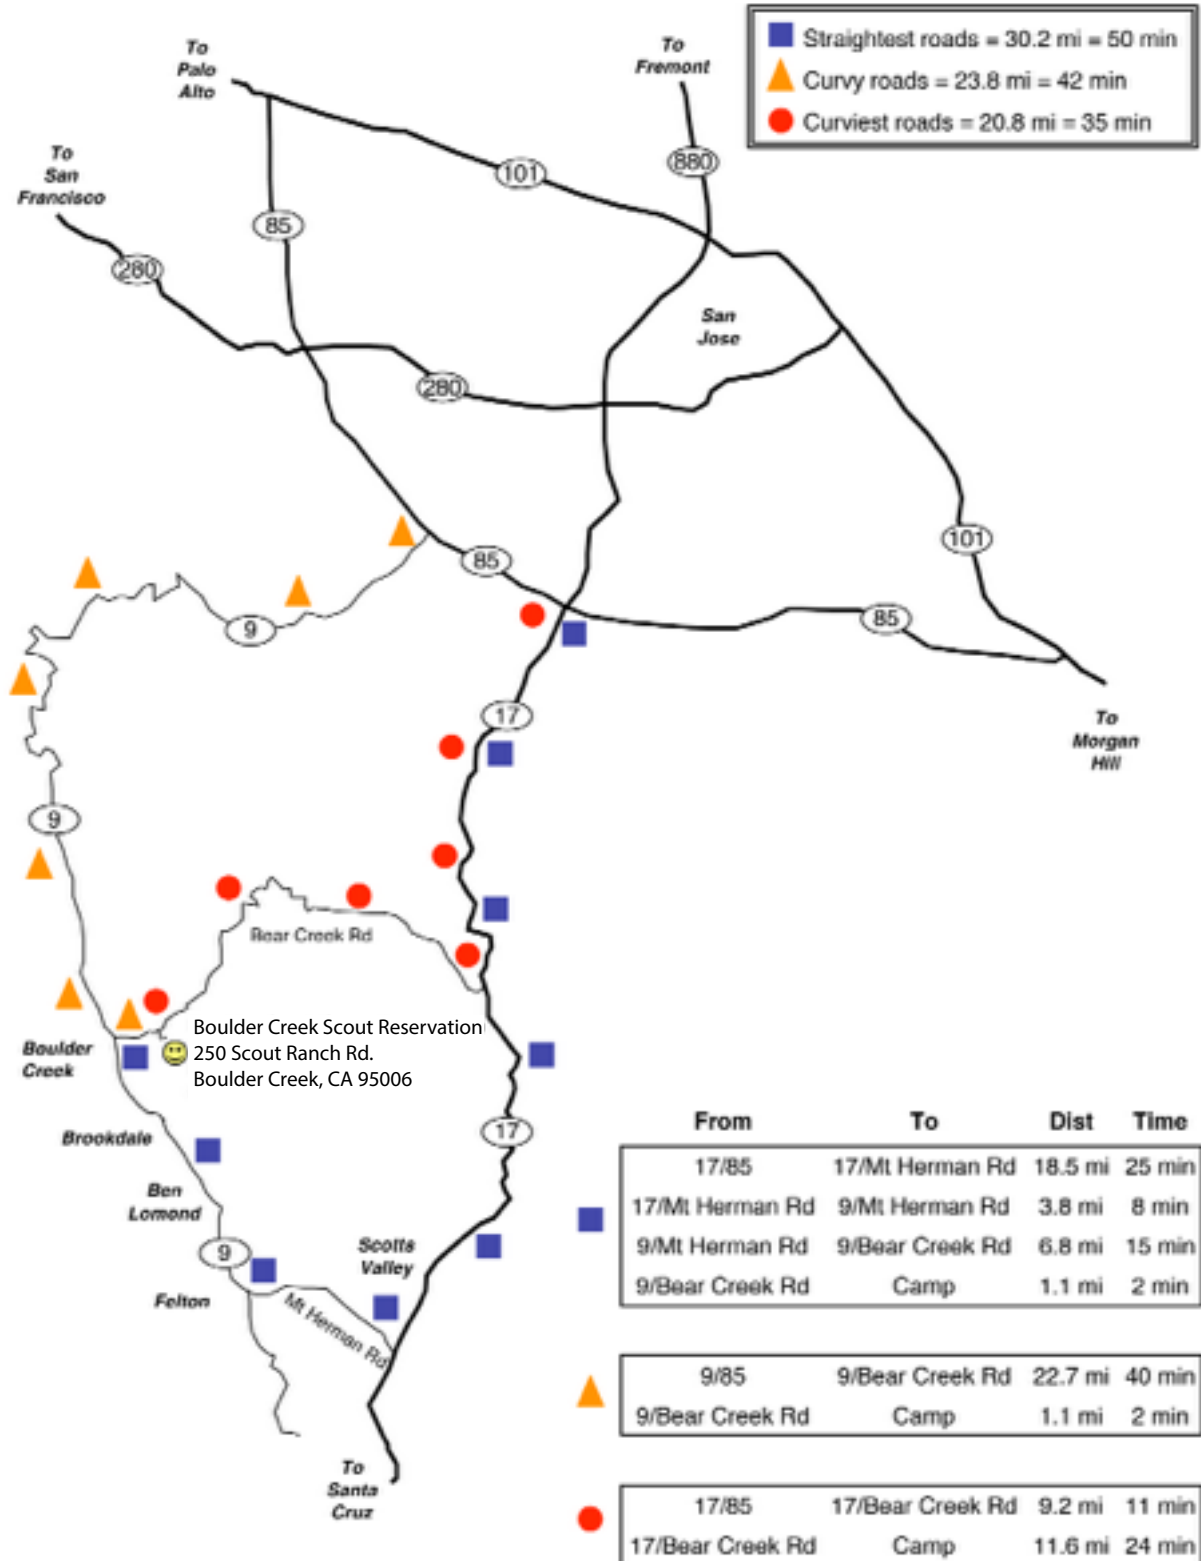 To
Palo
Alto
To
Fremont
Straightest roads = 30.2 mi = 50 min
Curvy roads = 23.8 mi = 42 min
Curviest roads = 20.8 mi = 35 min
To
San
Francisco
101
880
85
280
San
Jose
280
101
85
85
9
17
To
Morgan
Hill
9
Bear Creek Rd
Boulder Creek Scout Reservation
250 Scout Ranch Rd.
Boulder Creek, CA 95006
Boulder
Creek
17
Brookdale
Ben
Lomond
9
Scotts
Valley
Felton
Mt Herman Rd
To
Santa
Cruz
From To Dist Time
17/85 17/Mt Herman Rd 18.5 mi 25 min
17/Mt Herman Rd 9/Mt Herman Rd 3.8 mi 8 min
9/Mt Herman Rd 9/Bear Creek Rd 6.8 mi 15 min
9/Bear Creek Rd Camp 1.1 mi 2 min
9/85 9/Bear Creek Rd 22.7 mi 40 min
9/Bear Creek Rd Camp 1.1 mi 2 min
17/85 17/Bear Creek Rd 9.2 mi 11 min
17/Bear Creek Rd Camp 11.6 mi 24 min